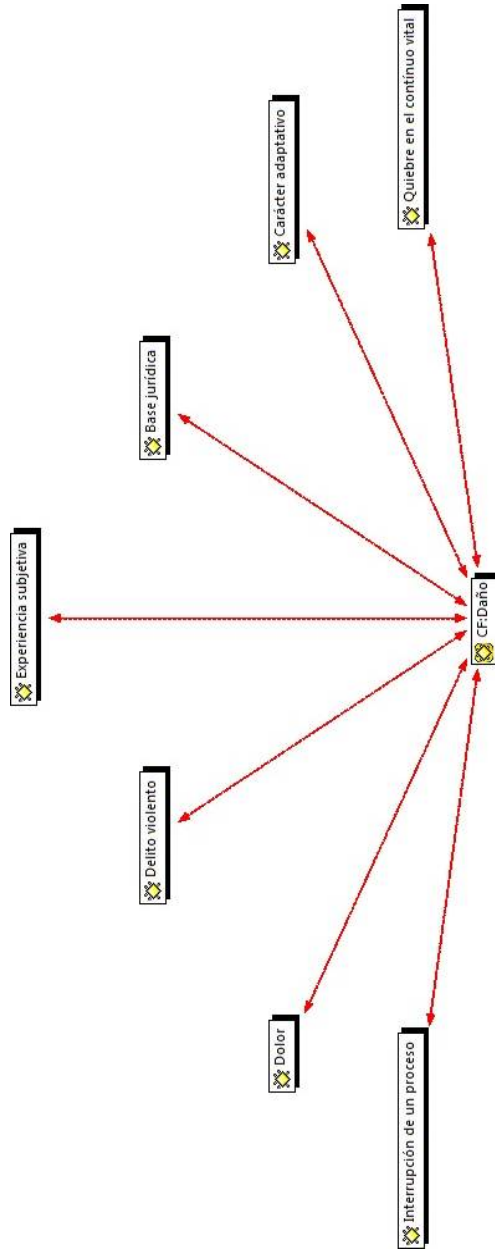 Experiencia subjetiva
Delito violento
Base jurídica
Dolor
Carácter adaptativo
Interrupción de un proceso
Quiebre en el contínuo vital
CF:Daño